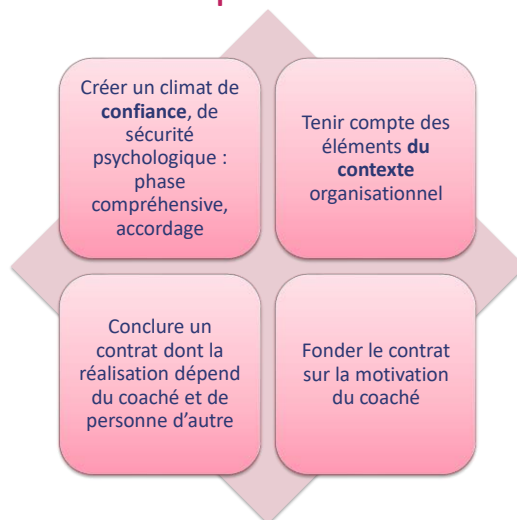 Créer un climat de
confiance, de
sécurité
psychologique :
phase
compréhensive,
accordage
Tenir compte des
éléments du
contexte
organisationnel
Conclure un
contrat dont la
réalisation dépend
du coaché et de
personne d'autre
Fonder le contrat
sur la motivation
du coaché